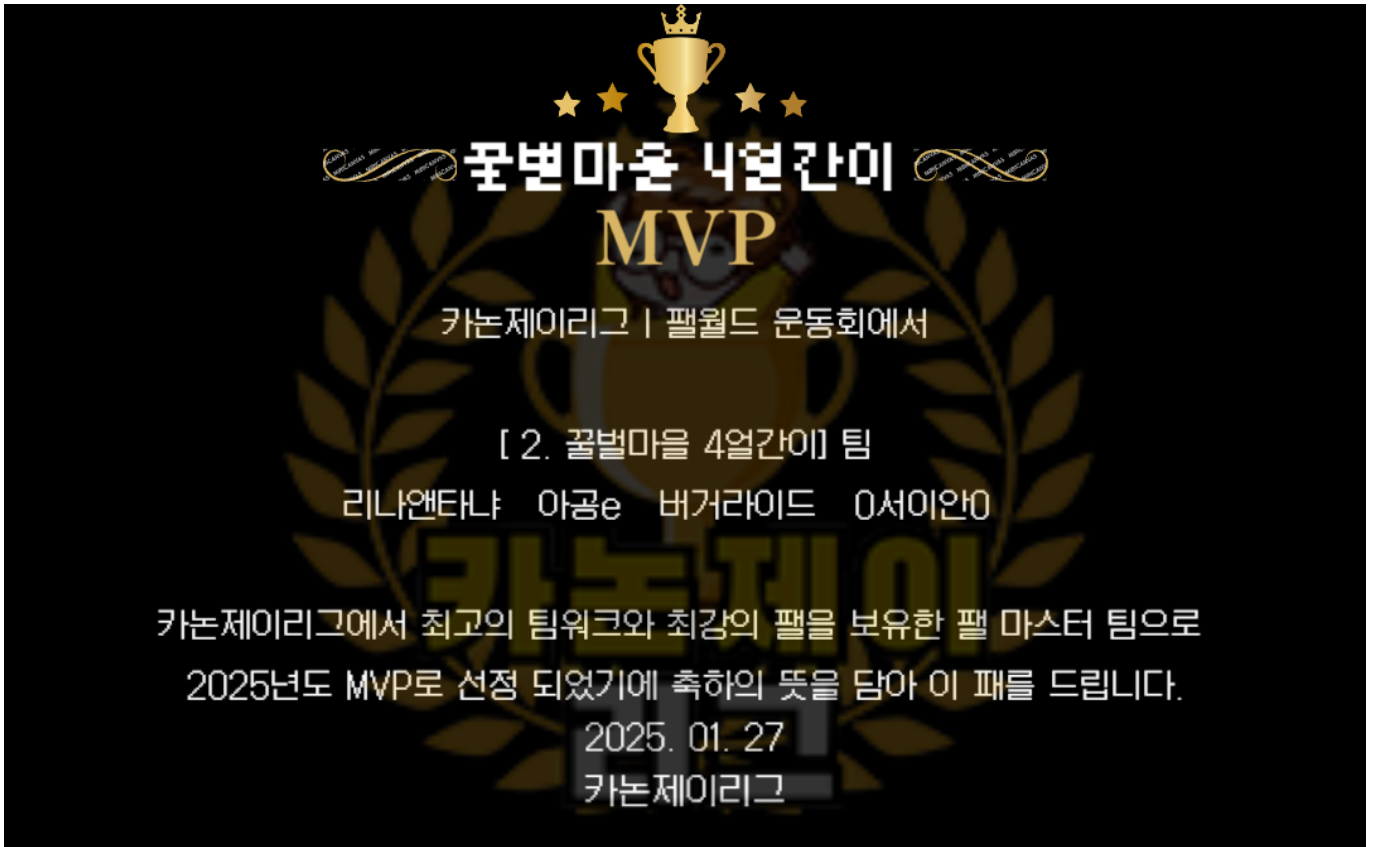 꿀벌마을 4얼간이
MVP
카논제이리그 | 팰월드 운동회에서
[ 2. 꿀벌마을 4얼간이] 팀
리나앤타냐 아공e 버거라이드 0서이안0
카논제이
카논제이리그에서 최고의 팀워크와 최강의 팰을 보유한 팰 마스터 팀으로
2025년도 MVP로 선정 되었기에 축하의 뜻을 담아 이 패를 드립니다.
리그
2025. 01. 27
카논제이리그